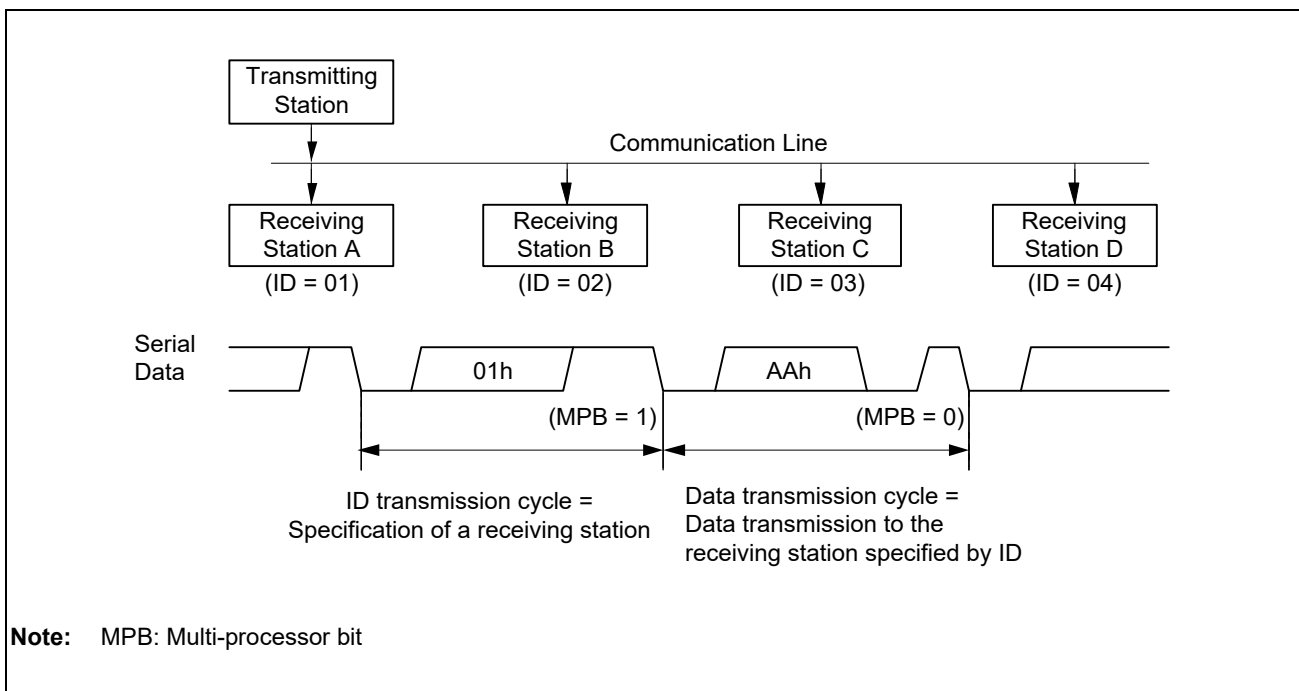 Transmitting
Station
Communication Line
Receiving
Station A
(ID = 01)
Receiving
Station B
(ID = 02)
Receiving
Station C
(ID = 03)
Receiving
Station D
(ID = 04)
Serial
Data
01h
AAh
(MPB = 1)
(MPB = 0)
ID transmission cycle =
Specification of a receiving station
Data transmission cycle =
Data transmission to the
receiving station specified by ID
Note: MPB: Multi-processor bit